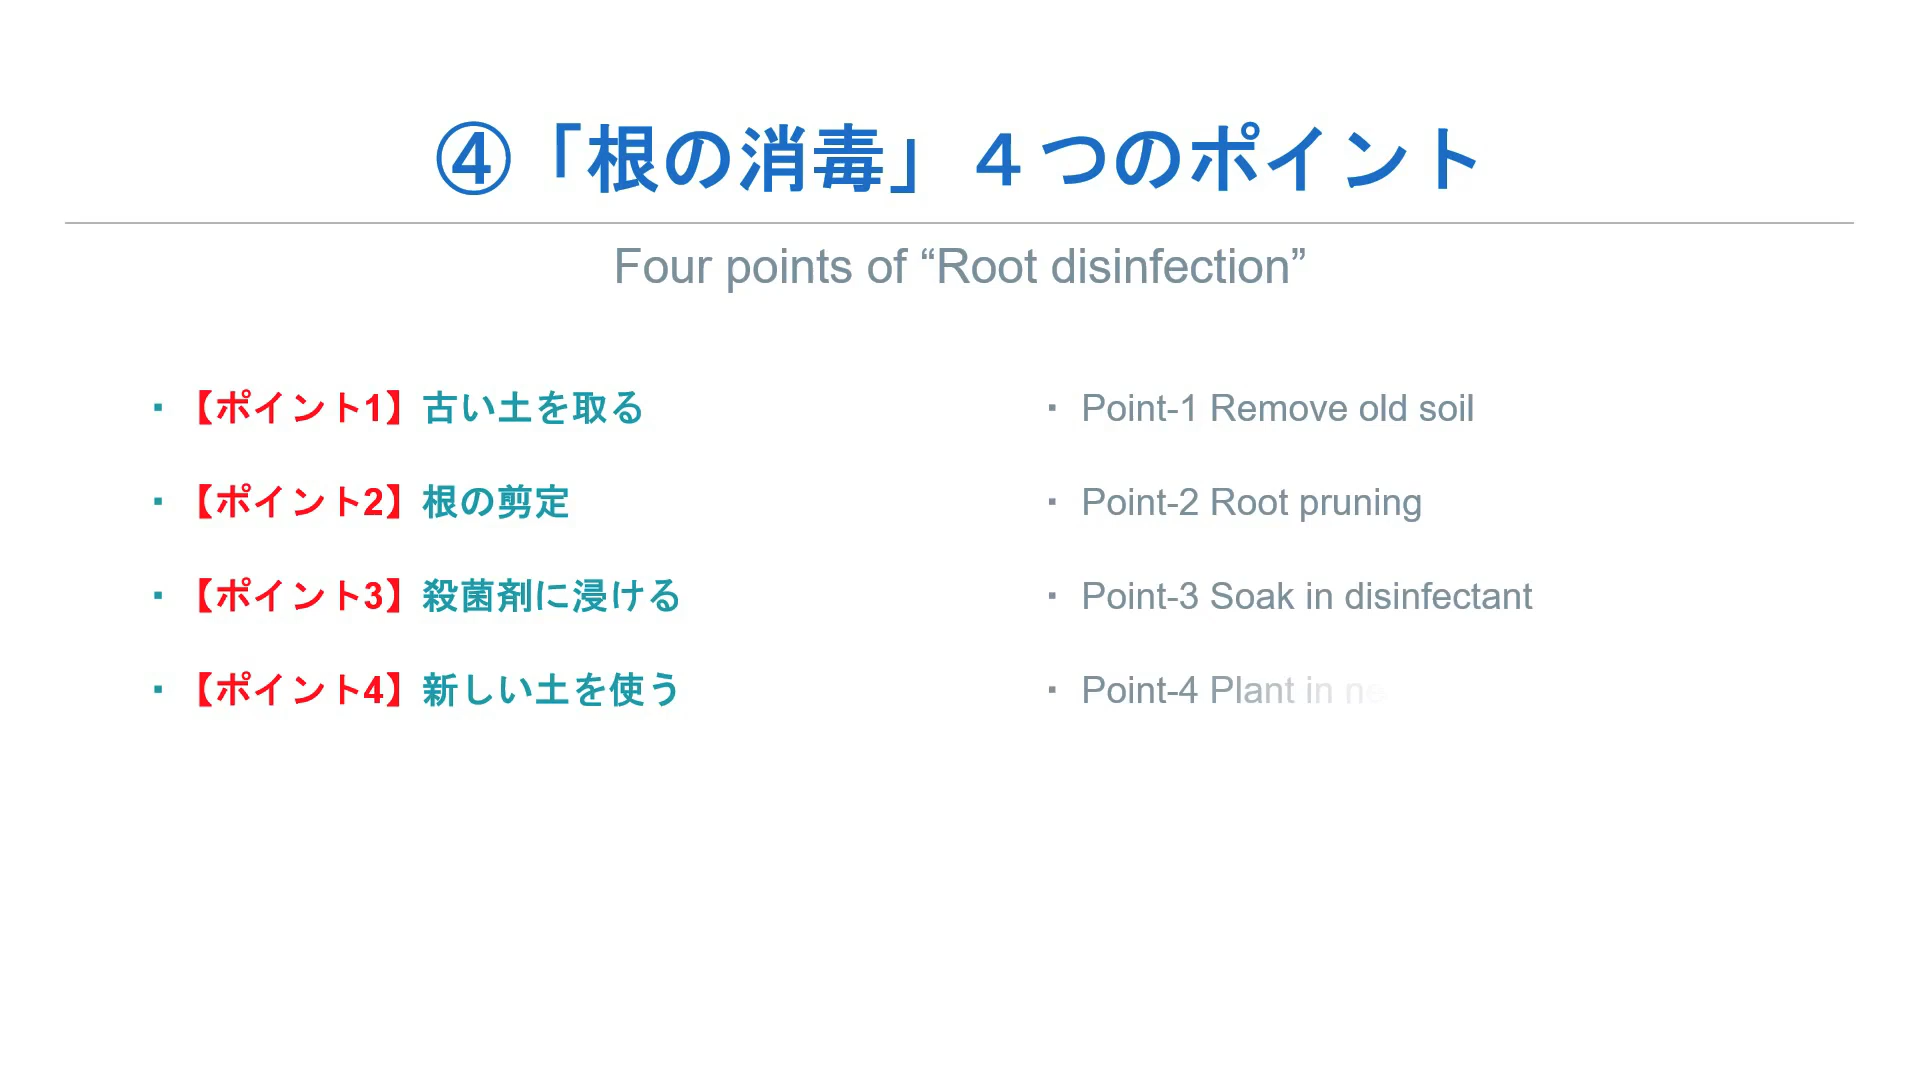 ④「根の消毒」４つのポイント
Four points of “Root disinfection”
▪ 【ポイント1】古い土を取る
▪ 【ポイント2】根の剪定
▪ 【ポイント3】殺菌剤に浸ける
▪ 【ポイント4】新しい土を使う
▪ Point-1 Remove old soil
▪ Point-2 Root pruning
▪ Point-3 Soak in disinfectant
▪ Point-4 Plant in